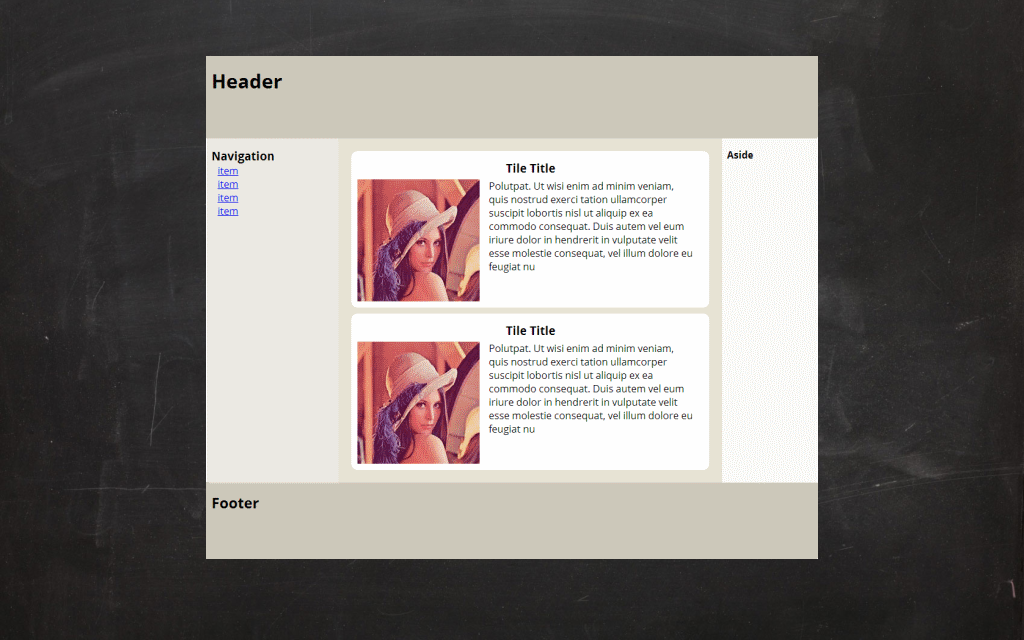 Header
Navigation
item
item
item
item
Tile Title
Polutpat. Ut wisi enim ad minim veniam,
quis nostrud exerci tation ullamcorper
suscipit lobortis nisl ut aliquip ex ea
commodo consequat. Duis autem vel eum
iriure dolor in hendrerit in vulputate velit
esse molestie consequat, vel illum dolore eu
feugiat nu
Tile Title
Polutpat. Ut wisi enim ad minim veniam,
quis nostrud exerci tation ullamcorper
suscipit lobortis nisl ut aliquip ex ea
commodo consequat. Duis autem vel eum
iriure dolor in hendrerit in vulputate velit
esse molestie consequat, vel illum dolore eu
feugiat nu
Aside
Footer